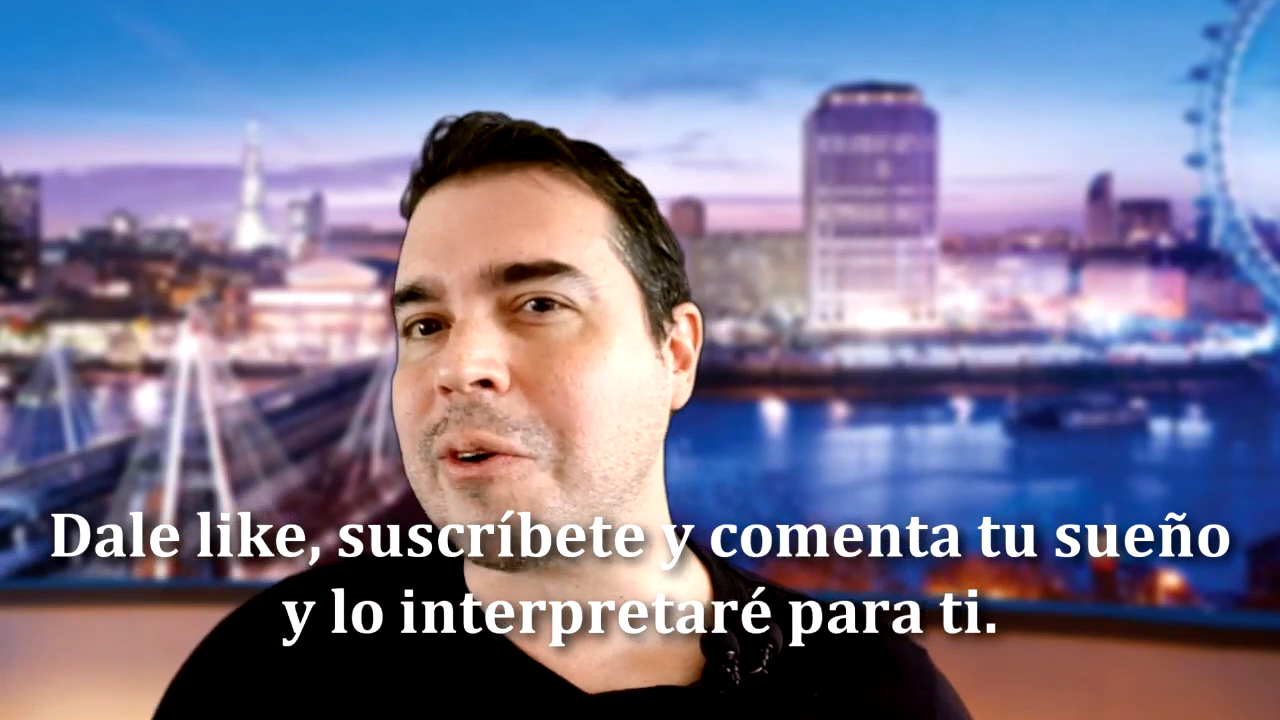 Dale like, suscríbete y comenta tu sueño
y lo interpretaré para ti.